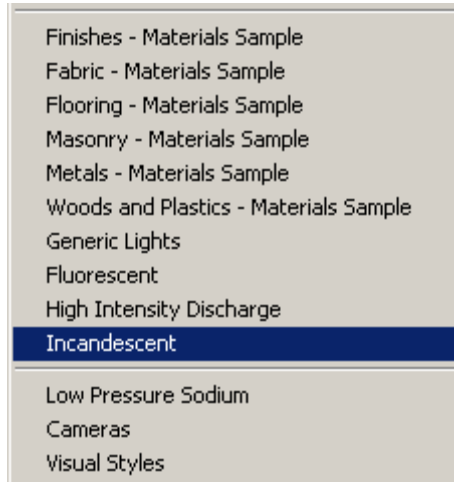 Finishes - Materials Sample
Fabric - Materials Sample
Flooring - Materials Sample
Masonry - Materials Sample
Metals - Materials Sample
Woods and Plastics - Materials Sample
Generic Lights
Fluorescent
High Intensity Discharge
Incandescent
Low Pressure Sodium
Cameras
Visual Styles